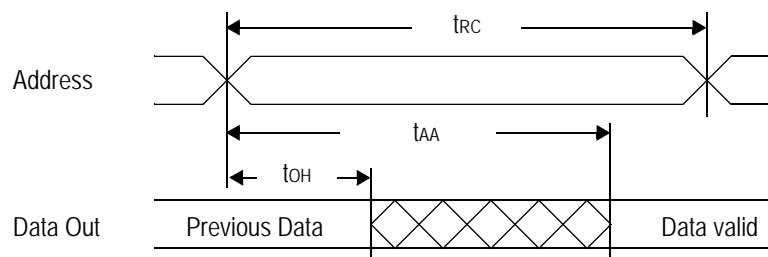 tRC
Address
tAA
tOH
Data Out Previous Data Data valid